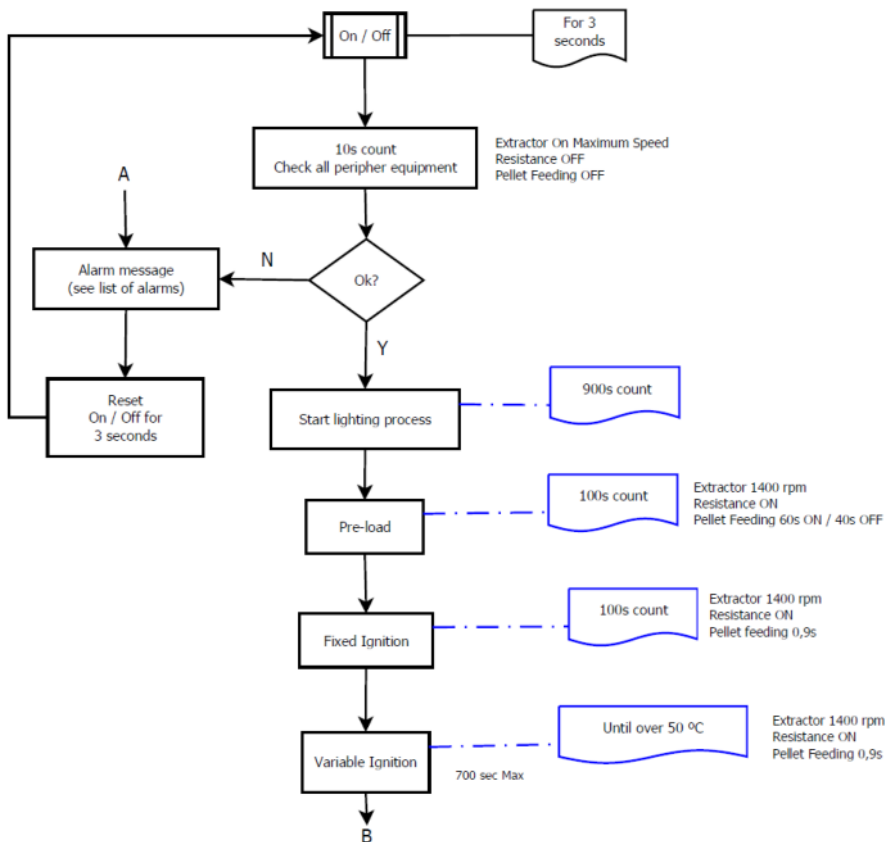 On / Off
For 3
seconds
10s count
Check all peripher equipment
Extractor On Maximum Speed
Resistance OFF
Pellet Feeding OFF
A
Alarm message
(see list of alarms)
N
Ok?
Y
Reset
On / Off for
3 seconds
Start lighting process
900s count
Pre-load
100s count
Extractor 1400 rpm
Resistance ON
Pellet Feeding 60s ON / 40s OFF
Fixed Ignition
100s count
Extractor 1400 rpm
Resistance ON
Pellet feeding 0,9s
Variable Ignition
700 sec Max
Until over 50 ºC
Extractor 1400 rpm
Resistance ON
Pellet Feeding 0,9s
B